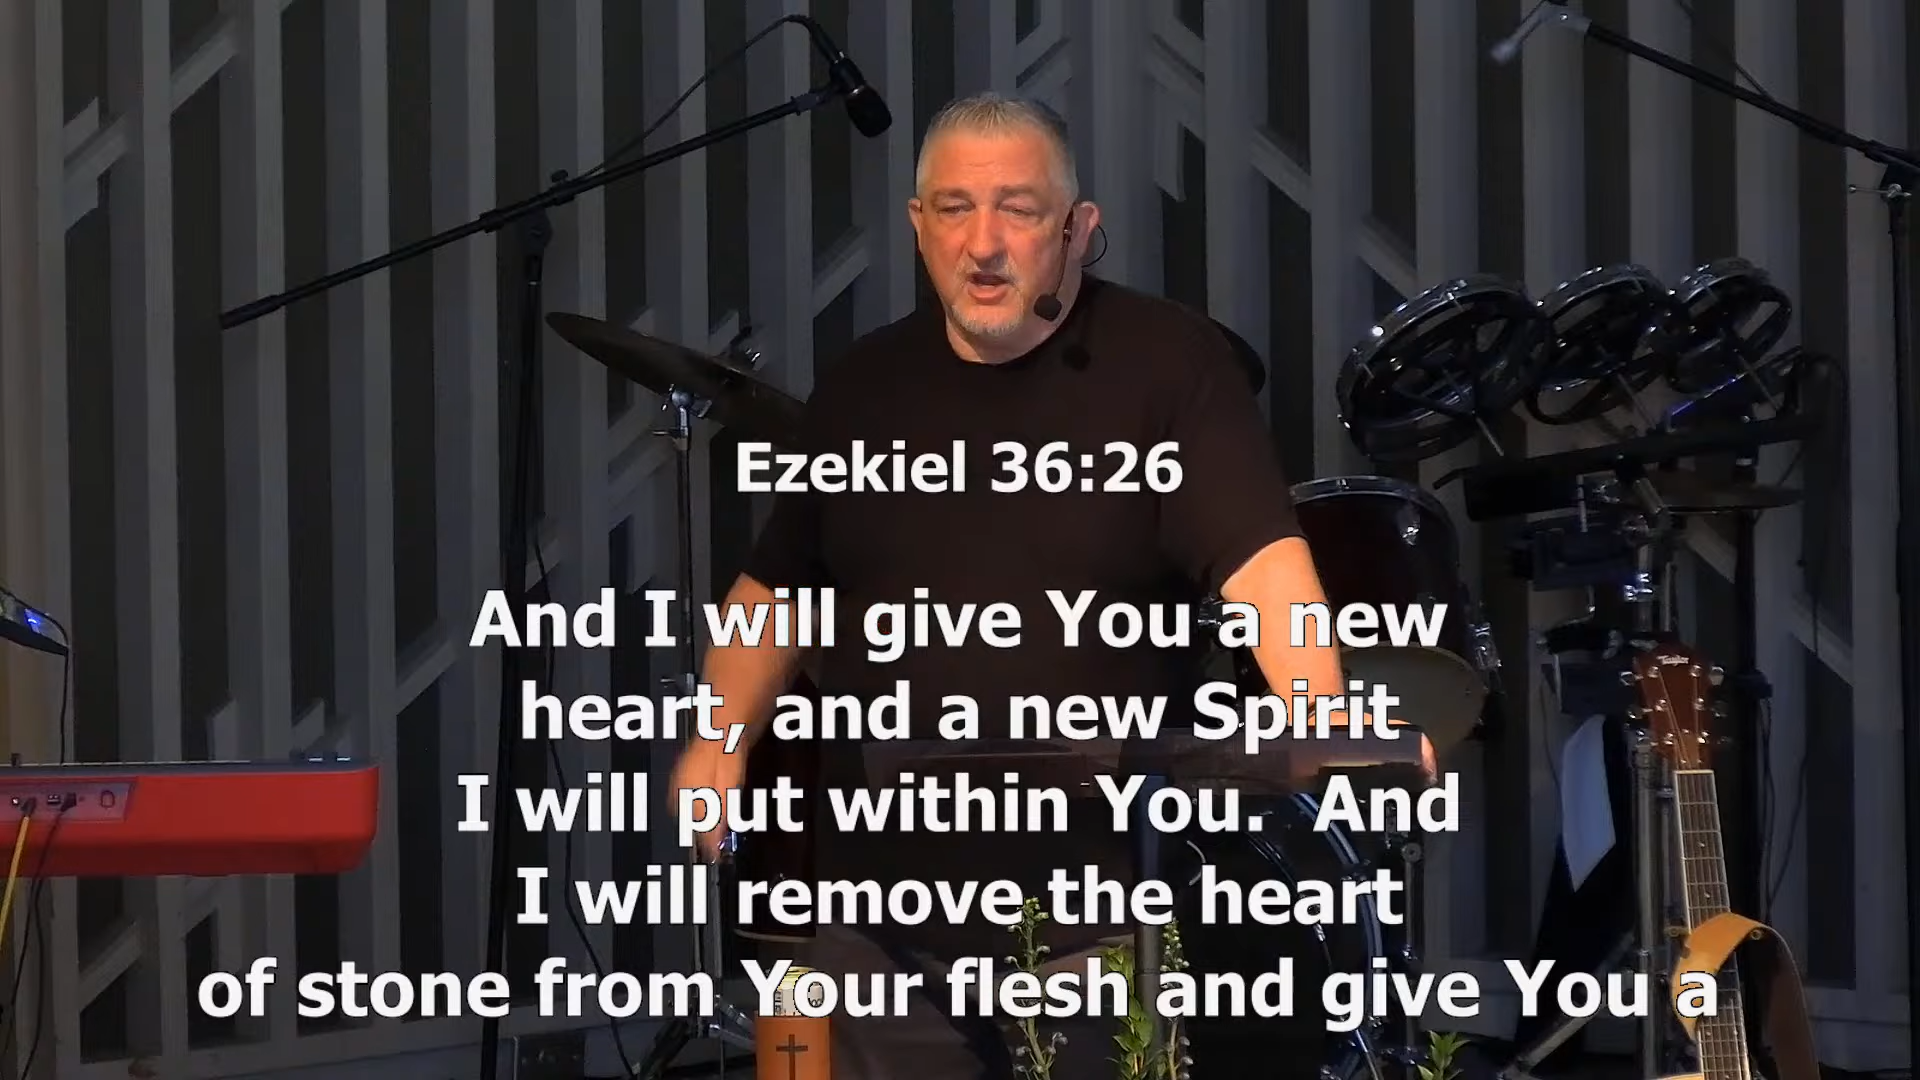 Ezekiel 36:26
And I will give You a new
heart, and a new Spirit
I will put within You.  And
I will remove the heart
of stone from Your flesh and give You a
Taylor